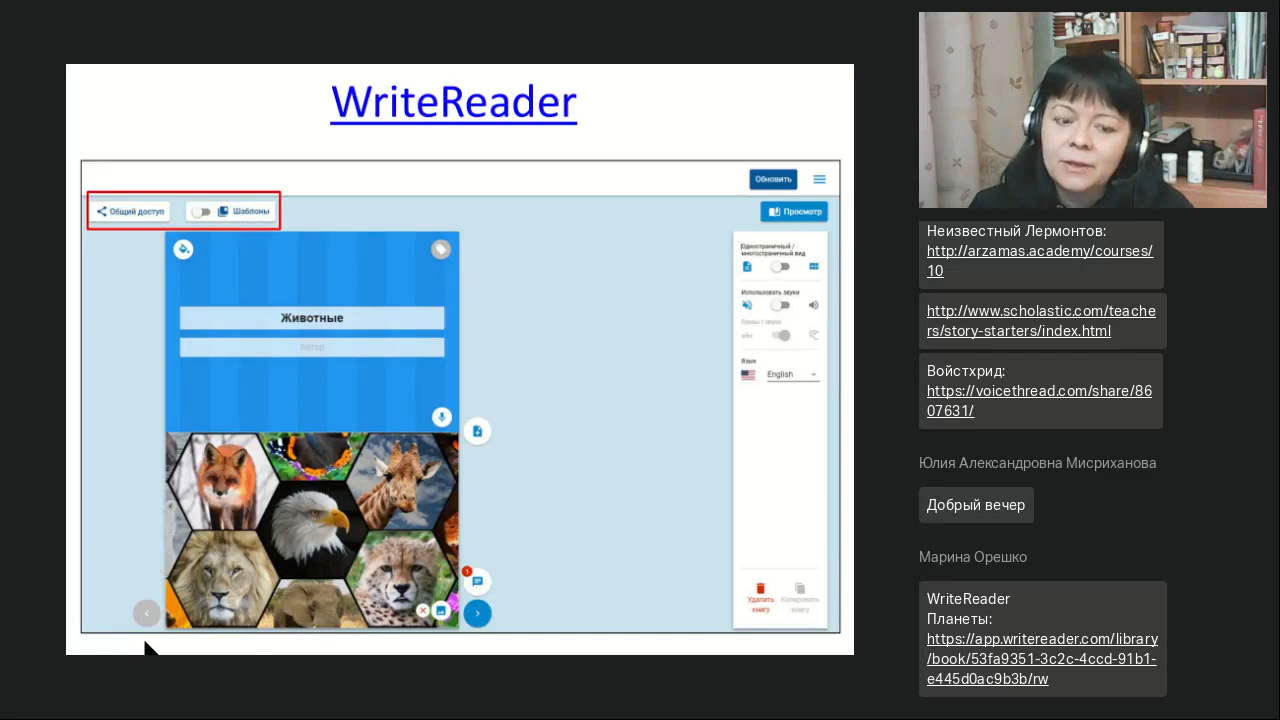 WriteReader
Обновить
Общий доступ
Шаблоны
Просмотр
Животные
Автор
Одностраничный /
многостраничный вид
Использовать звуки
Буквы / звуки
abc
Язык
English
1
Удалить
книгу
Копировать
книгу
Неизвестный Лермонтов:
http://arzamas.academy/courses/
10
http://www.scholastic.com/teache
rs/story-starters/index.html
Войстхрид:
https://voicethread.com/share/86
07631/
Юлия Александровна Мисриханова
Добрый вечер
Марина Орешко
WriteReader
Планеты:
https://app.writereader.com/library
/book/53fa9351-3c2c-4ccd-91b1-
e445d0ac9b3b/rw